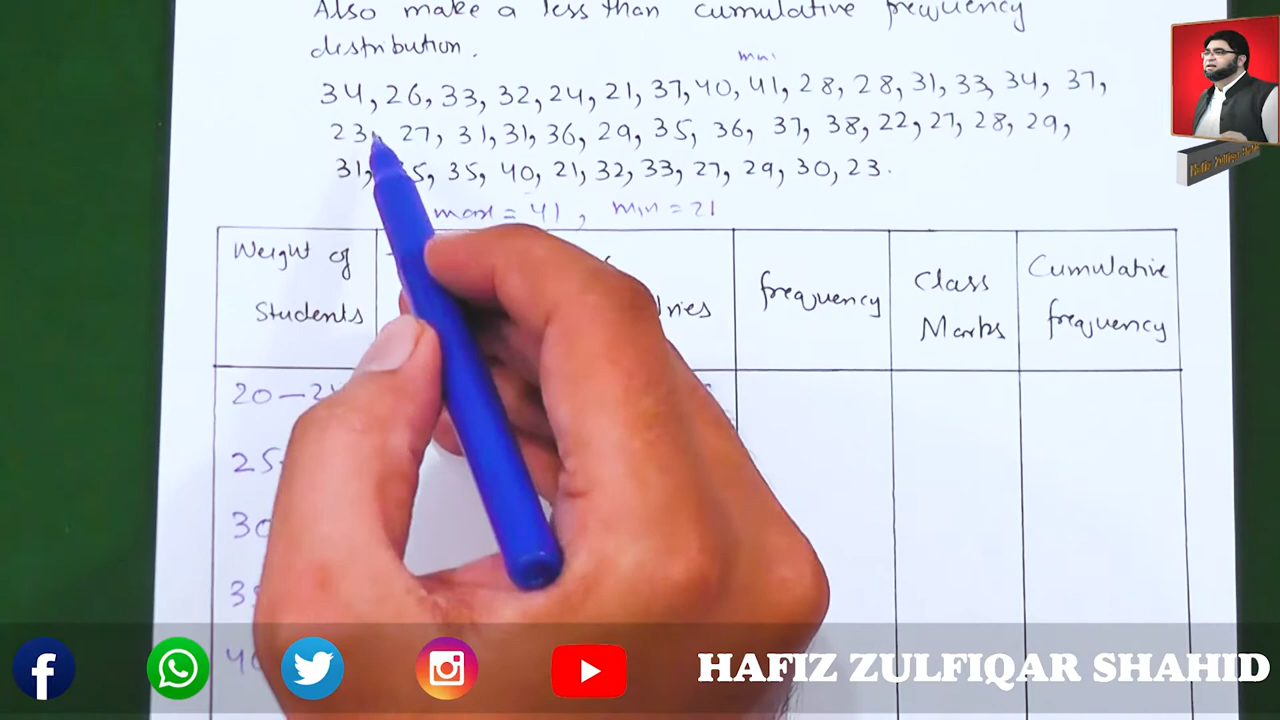 Also make a less than cumulative frequency
distribution.
34, 26, 33, 32, 24, 21, 37, 40, 41, 28, 28, 31, 33, 34, 37,
23, 27, 31, 31, 36, 29, 35, 36, 37, 38, 22, 27, 28, 29,
31, 35, 40, 21, 32, 33, 27, 29, 30, 23.
max = 41, min = 21
Weight of
Students
frequency
Class
Marks
Cumulative
frequency
20-24
25
30
HAFIZ ZULFIQAR SHAHID